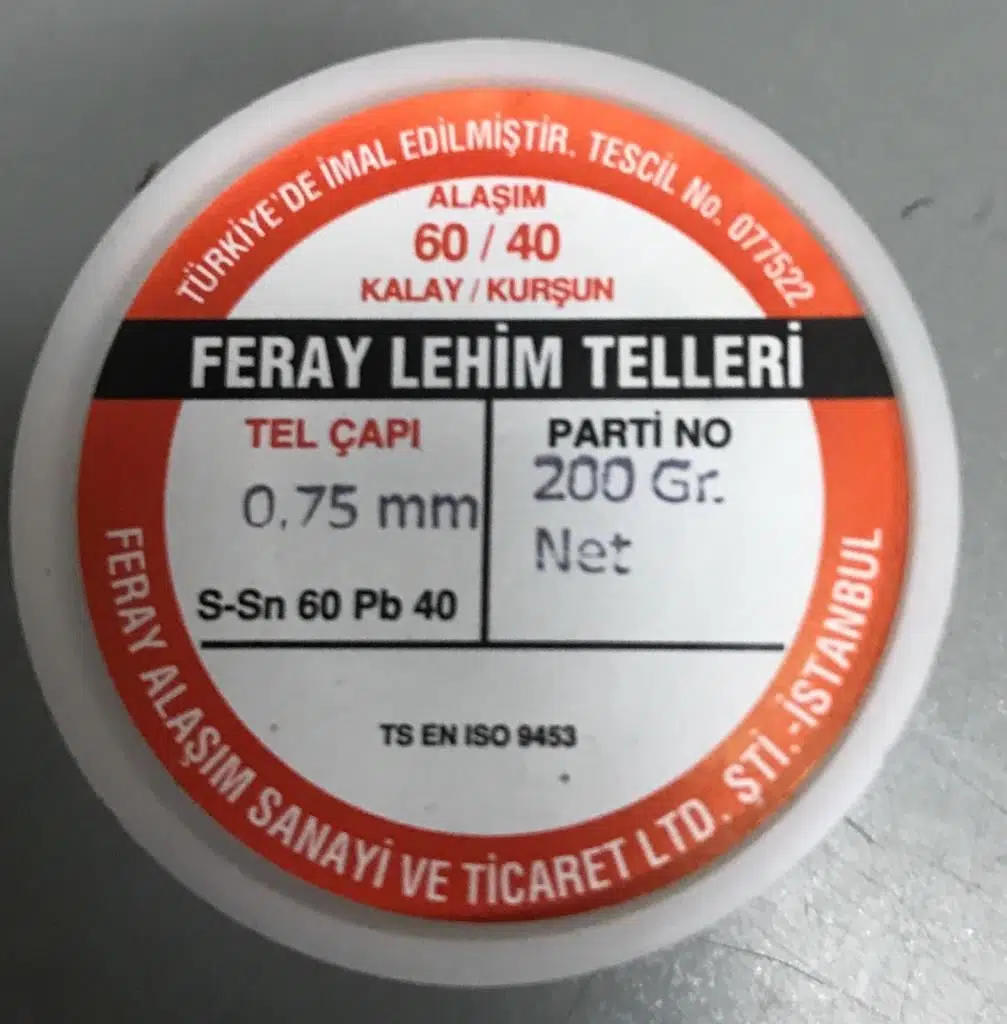 TÜRKİYE'DE İMAL EDİLMİŞTİR. TESCİL No. 077522
ALAŞIM
60 / 40
KALAY / KURŞUN
FERAY LEHİM TELLERİ
TEL ÇAPI
0,75 mm
S-Sn 60 Pb 40
PARTİ NO
200 Gr.
Net
TS EN ISO 9453
FERAY ALAŞIM SANAYİ VE TİCARET LTD. ŞTİ. -İSTANBUL